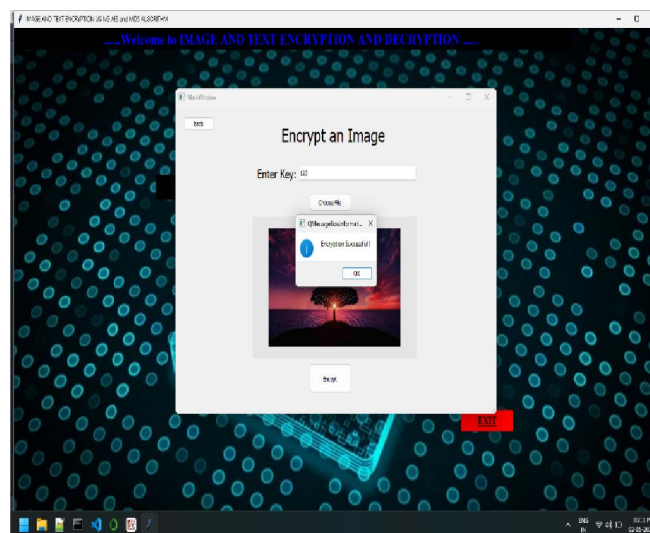 IMAGE AND TEXT ENCRYPTION USING AES and MD5 ALGORITHM
......Welcome to IMAGE AND TEXT ENCRYPTION AND DECRYPTION ......
MainWindow
back
Encrypt an Image
Enter Key:
Choose File
QMessageBox informati...
Encryption Successful !
OK
Encrypt
EXIT
ENG
IN